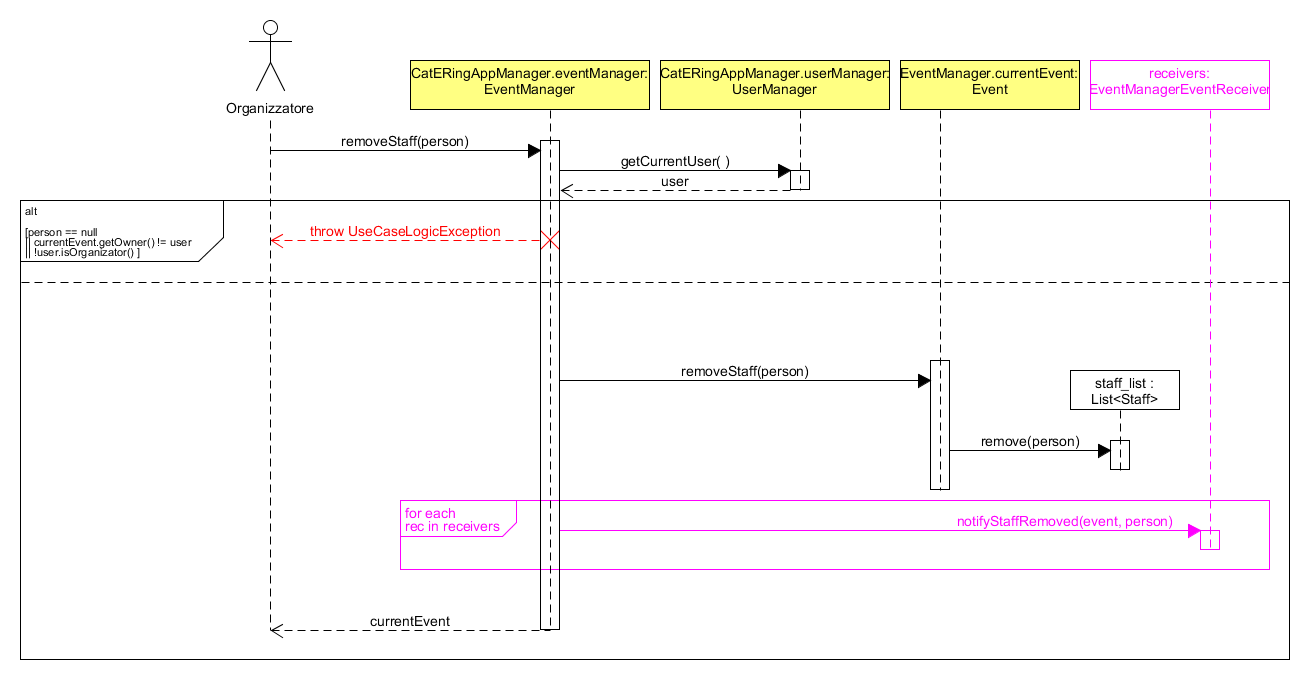 Organizzatore
CatERingAppManager.eventManager:
EventManager
CatERingAppManager.userManager:
UserManager
EventManager.currentEvent:
Event
receivers:
EventManagerEventReceiver
removeStaff(person)
getCurrentUser( )
user
alt
[person == null
|| currentEvent.getOwner() != user
|| !user.isOrganizator() ]
throw UseCaseLogicException
removeStaff(person)
staff_list :
List<Staff>
remove(person)
for each
rec in receivers
notifyStaffRemoved(event, person)
currentEvent